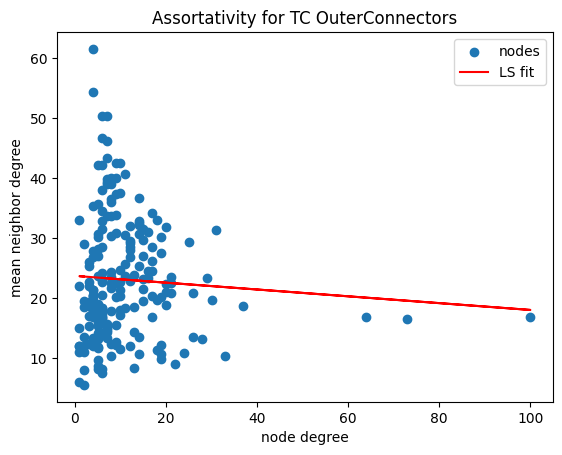 Assortativity for TC OuterConnectors
nodes
LS fit
mean neighbor degree
60
50
40
30
20
10
0
20
40
60
80
100
node degree